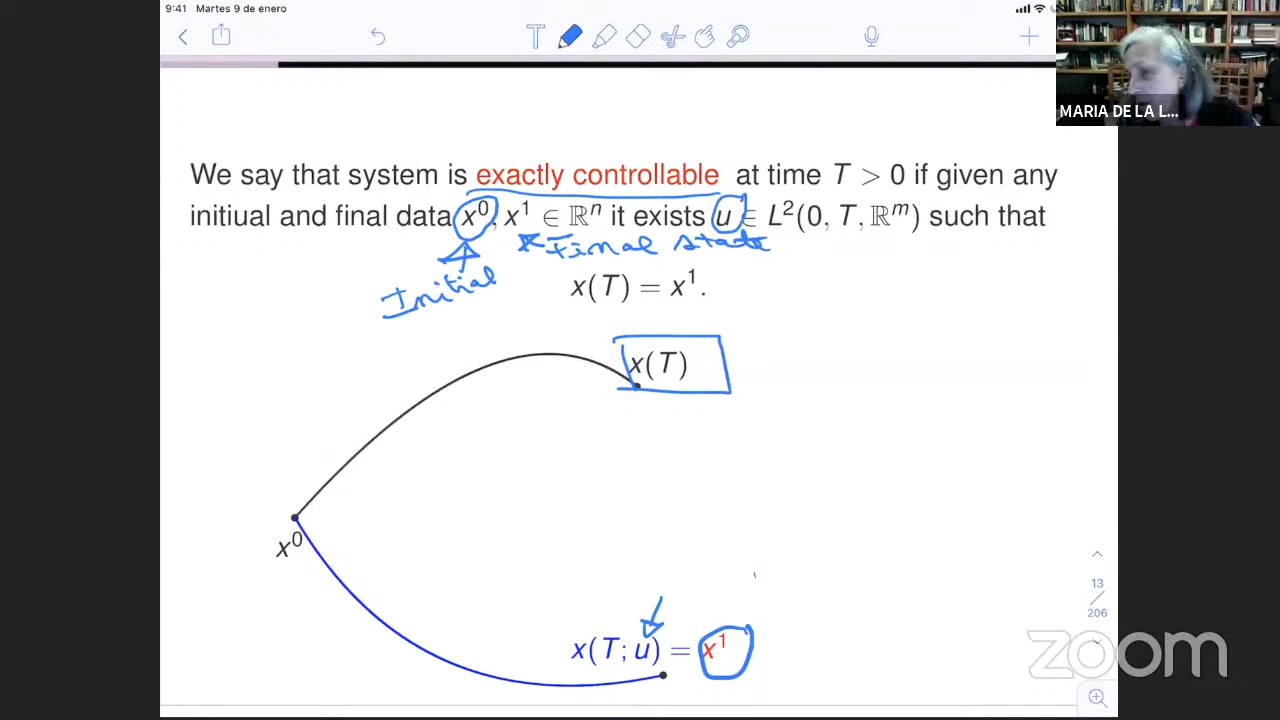 9:41 Martes 9 de enero
MARIA DE LA L...
We say that system is exactly controllable at time T > 0 if given any
initiual and final data x⁰, x¹ ∈ ℝⁿ it exists u ∈ L²(0, T, ℝᵐ) such that
Final state
Initial
x(T) = x¹.
x(T)
x⁰
13
/
206
x(T; u) = x¹
zoom